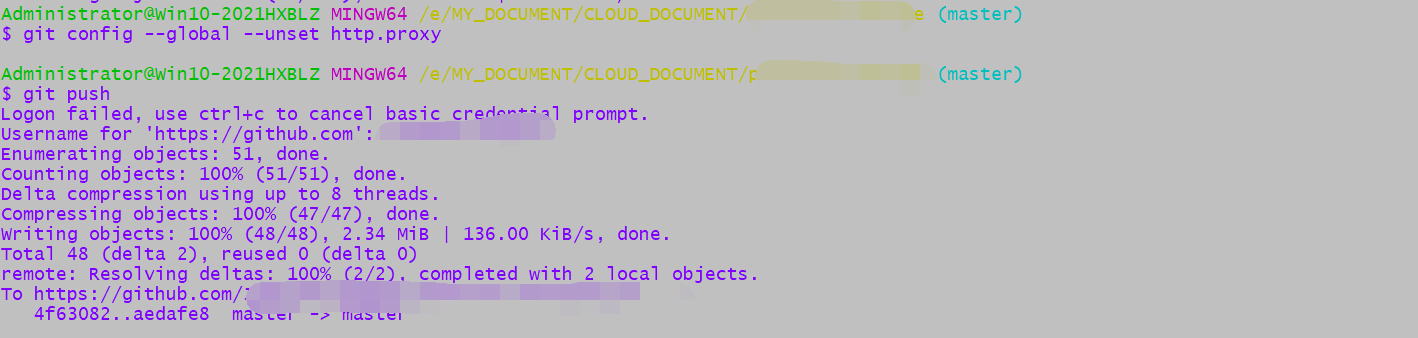 Administrator@Win10-2021HXBLZ MINGW64 /e/MY_DOCUMENT/CLOUD_DOCUMENT/ e (master)
$ git config --global --unset http.proxy
Administrator@Win10-2021HXBLZ MINGW64 /e/MY_DOCUMENT/CLOUD_DOCUMENT/p (master)
$ git push
Logon failed, use ctrl+c to cancel basic credential prompt.
Username for 'https://github.com':
Enumerating objects: 51, done.
Counting objects: 100% (51/51), done.
Delta compression using up to 8 threads.
Compressing objects: 100% (47/47), done.
Writing objects: 100% (48/48), 2.34 MiB | 136.00 KiB/s, done.
Total 48 (delta 2), reused 0 (delta 0)
remote: Resolving deltas: 100% (2/2), completed with 2 local objects.
To https://github.com/
4f63082..aedafe8 master -> master